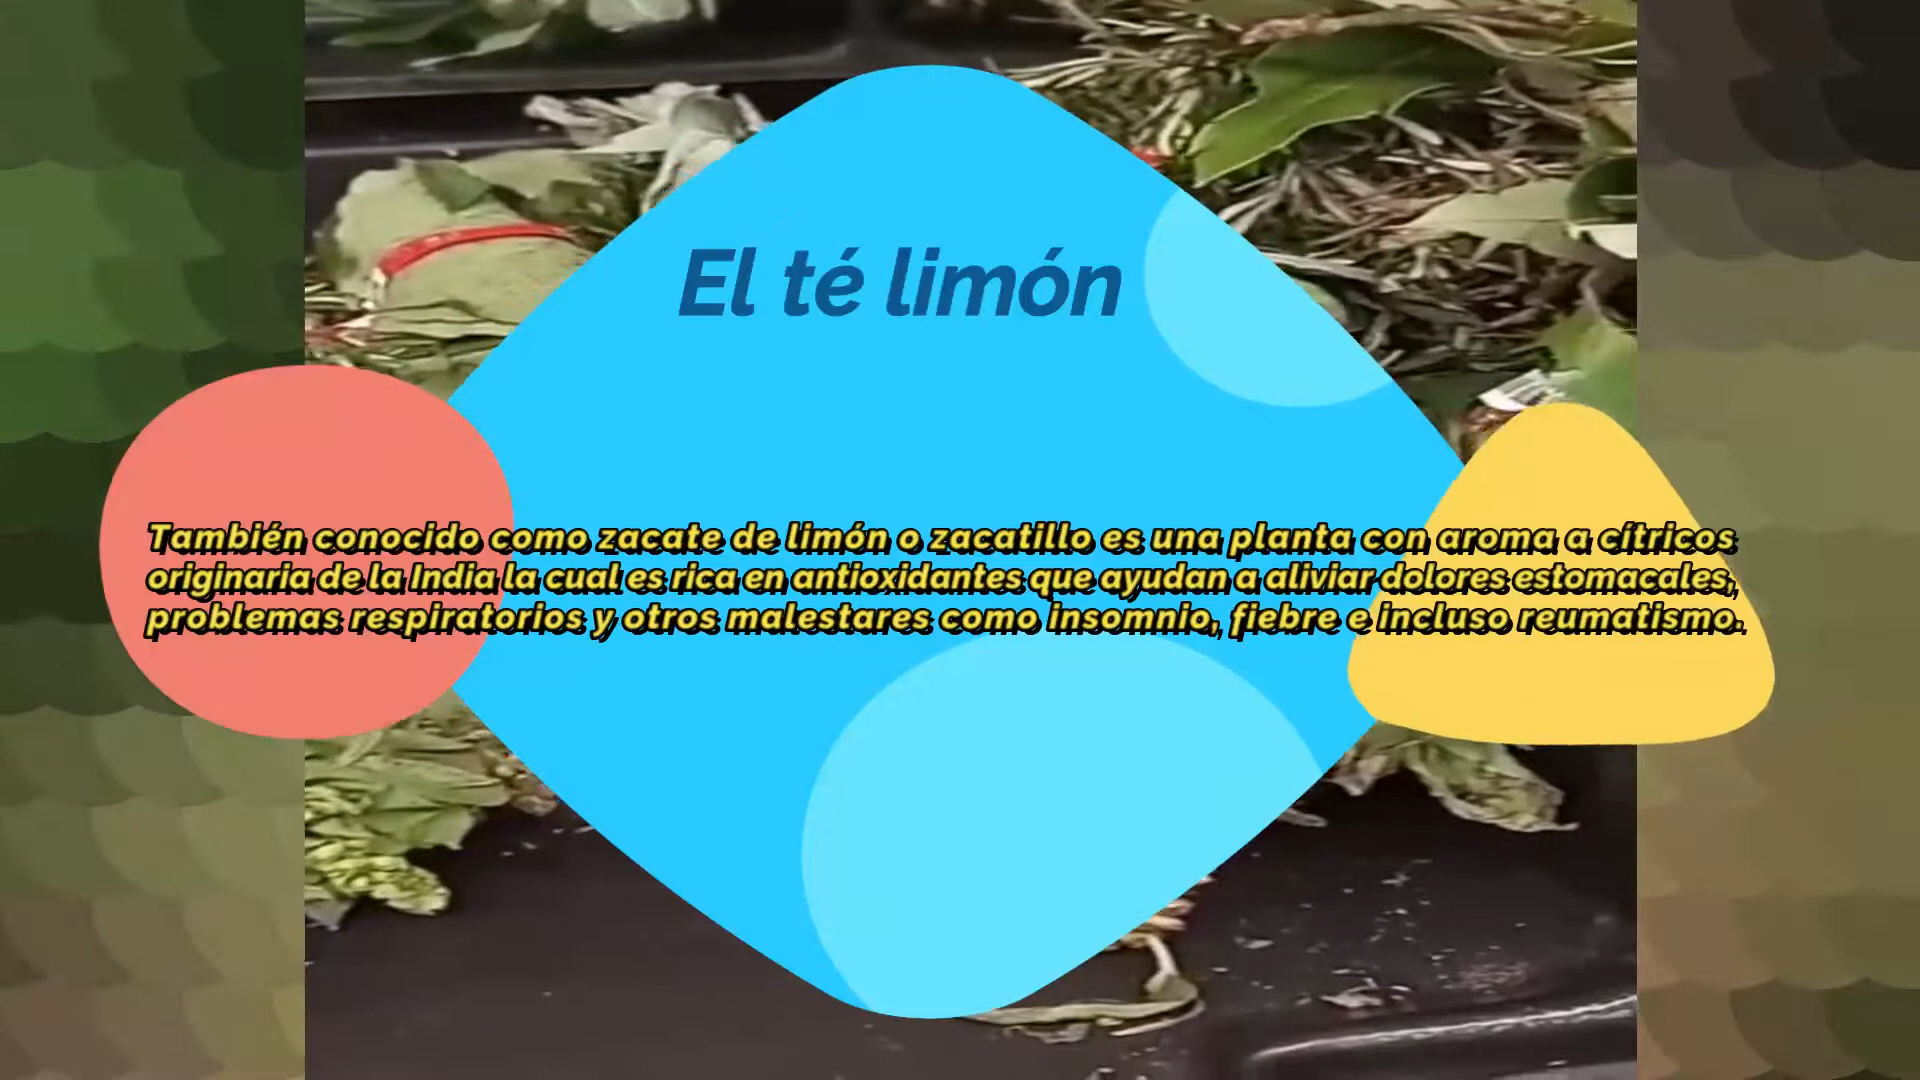 El té limón
También conocido como zacate de limón o zacatillo es una planta con aroma a cítricos
originaria de la India la cual es rica en antioxidantes que ayudan a aliviar dolores estomacales,
problemas respiratorios y otros malestares como insomnio, fiebre e incluso reumatismo.